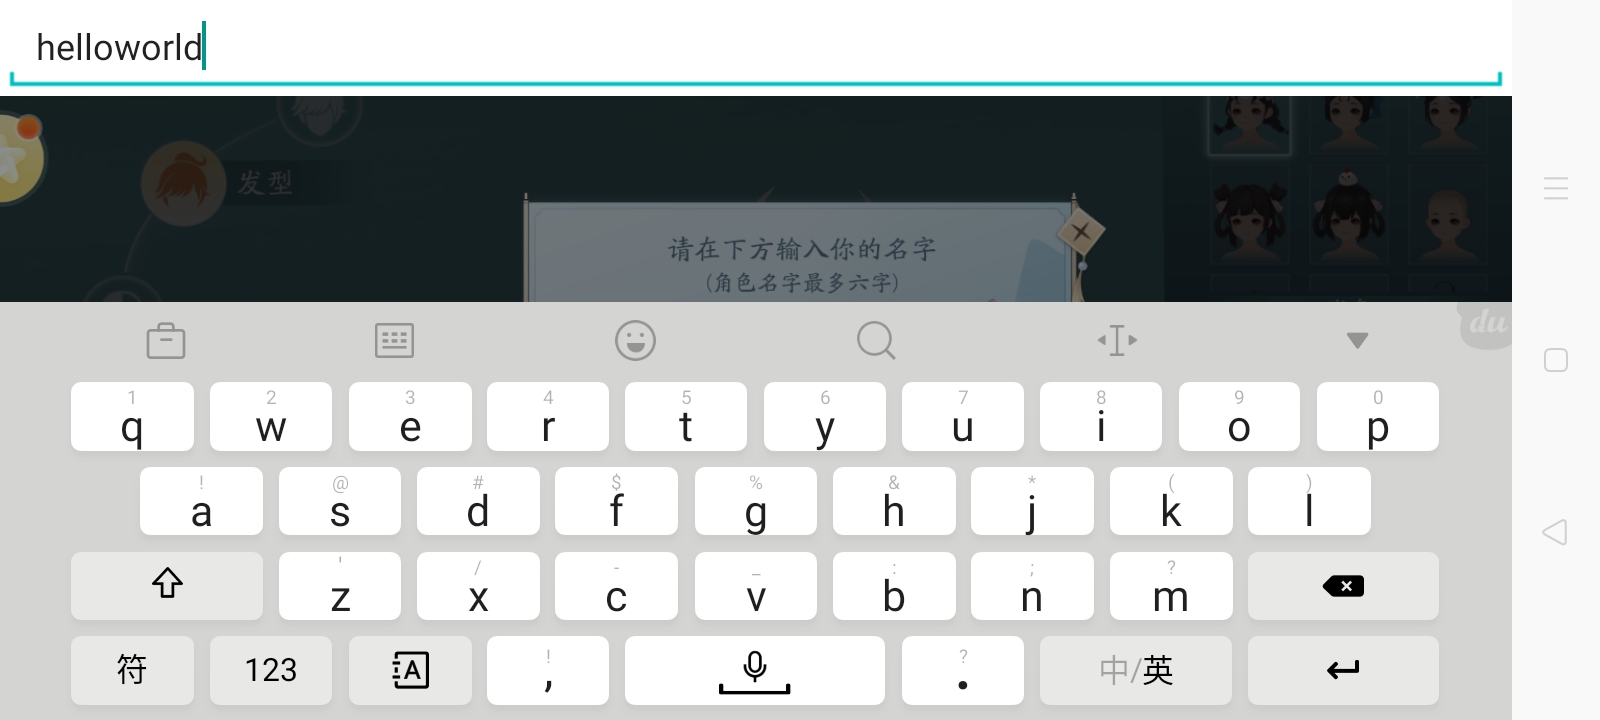 helloworld
发型
请在下方输入你的名字
(角色名字最多六字)
du
1 2 3 4 5 6 7 8 9 0
q w e r t y u i o p
! @ # $ % & * ( )
a s d f g h j k l
' / - _ : ; ?
z x c v b n m
! ?
符 123 A , . 中/英